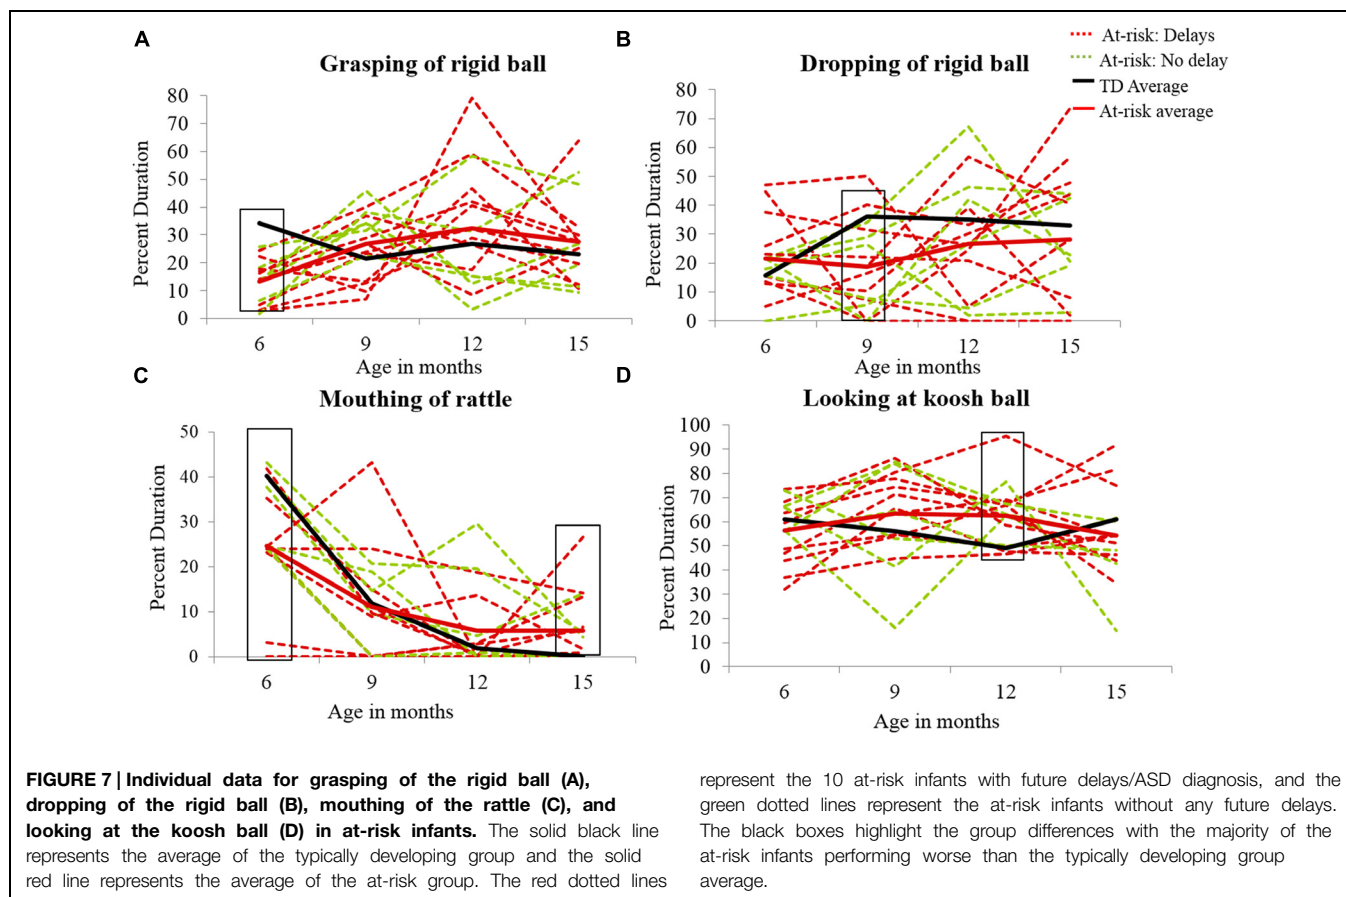 A
Grasping of rigid ball
80
70
60
50
40
30
20
10
0
Percent Duration
6 9 12 15
Age in months
B
Dropping of rigid ball
At-risk: Delays
At-risk: No delay
TD Average
At-risk average
80
70
60
50
40
30
20
10
0
Percent Duration
6 9 12 15
Age in months
C
Mouthing of rattle
50
40
30
20
10
0
Percent Duration
6 9 12 15
Age in months
D
Looking at koosh ball
100
90
80
70
60
50
40
30
20
10
0
Percent Duration
6 9 12 15
Age in months
FIGURE 7 | Individual data for grasping of the rigid ball (A),
dropping of the rigid ball (B), mouthing of the rattle (C), and
looking at the koosh ball (D) in at-risk infants. The solid black line
represents the average of the typically developing group and the solid
red line represents the average of the at-risk group. The red dotted lines
represent the 10 at-risk infants with future delays/ASD diagnosis, and the
green dotted lines represent the at-risk infants without any future delays.
The black boxes highlight the group differences with the majority of the
at-risk infants performing worse than the typically developing group
average.